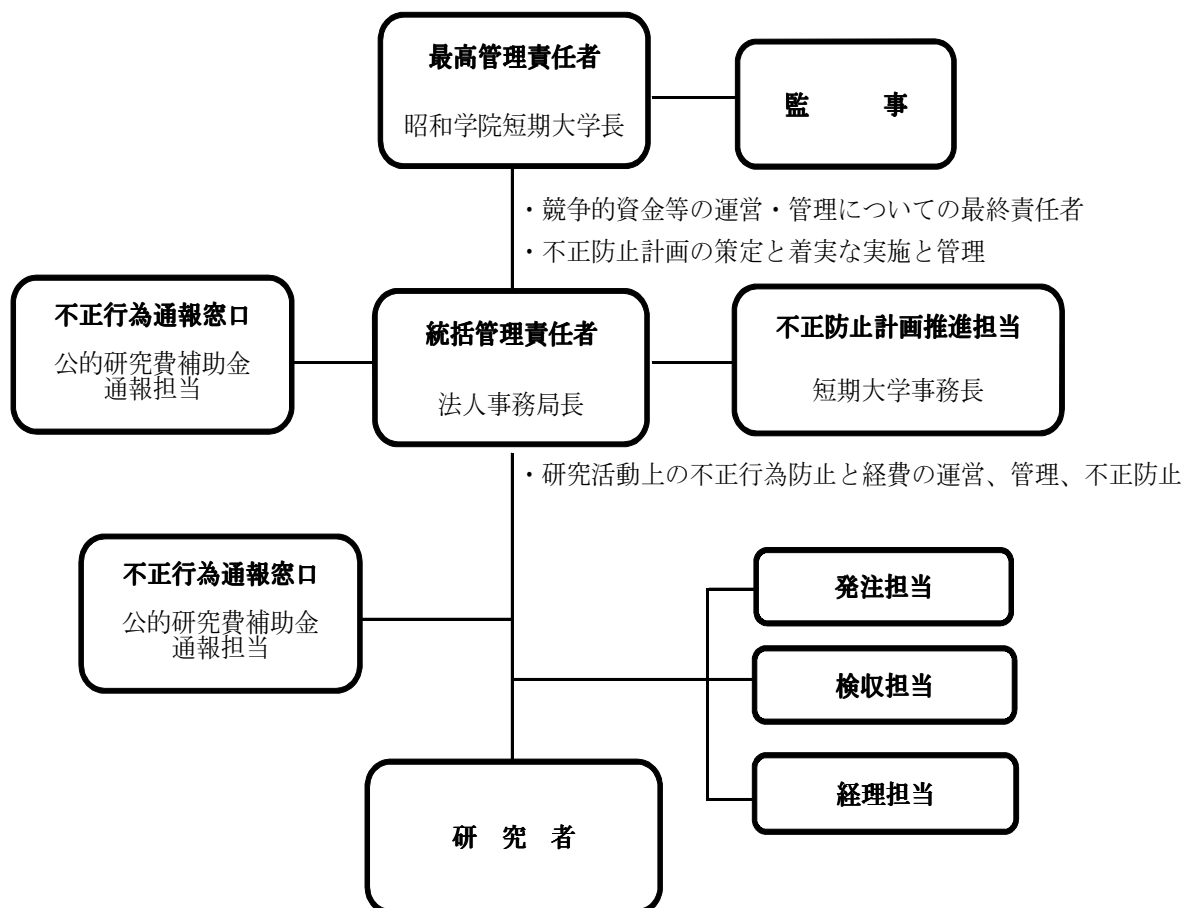 最高管理責任者
昭和学院短期大学長
監　　事
・競争的資金等の運営・管理についての最終責任者
・不正防止計画の策定と着実な実施と管理
不正行為通報窓口
公的研究費補助金
通報担当
統括管理責任者
法人事務局長
不正防止計画推進担当
短期大学事務長
・研究活動上の不正行為防止と経費の運営、管理、不正防止
不正行為通報窓口
公的研究費補助金
通報担当
発注担当
検収担当
経理担当
研　究　者